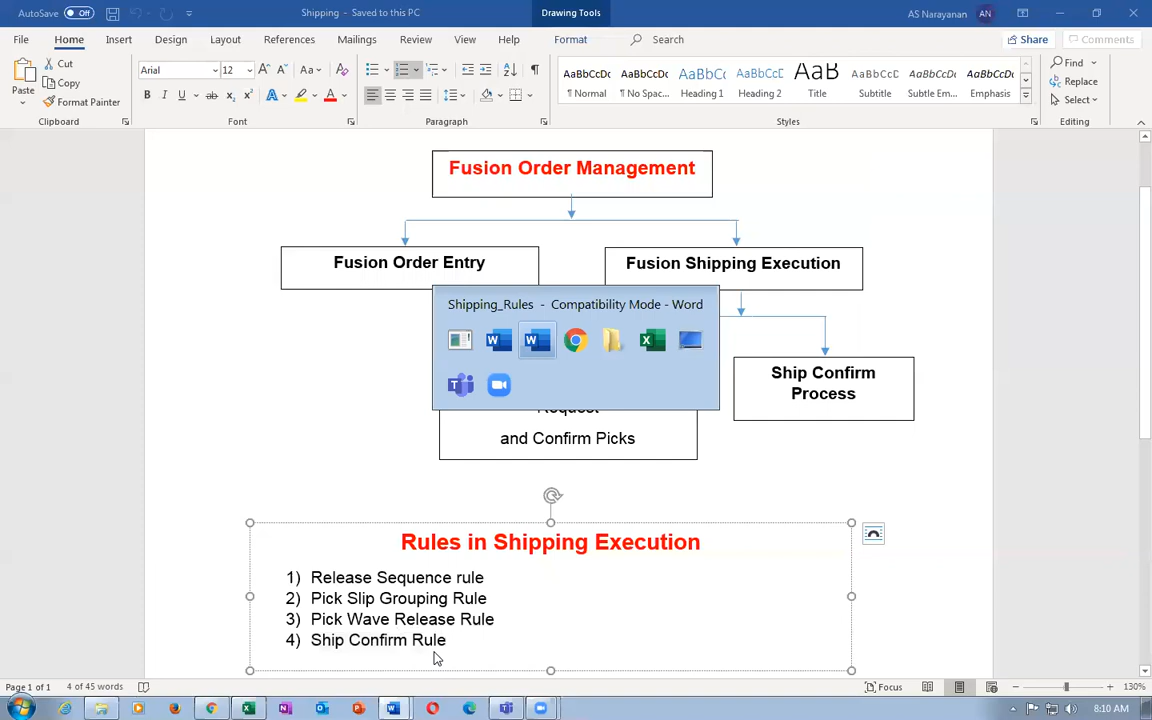 AutoSave Off
Shipping - Saved to this PC
Drawing Tools
AS Narayanan AN
File Home Insert Design Layout References Mailings Review View Help Format Search Share Comments
Paste
Cut
Copy
Format Painter
Clipboard
Arial 12
Font
Paragraph
AaBbCcDc AaBbCcDc AaBbCcC AaBbCcD AaB AaBbCcD AaBbCcDc AaBbCcDc
¶ Normal ¶ No Spac... Heading 1 Heading 2 Title Subtitle Subtle Em... Emphasis
Styles
Find
Replace
Select
Editing
Fusion Order Management
Fusion Order Entry
Fusion Shipping Execution
Shipping_Rules - Compatibility Mode - Word
Ship Confirm
Process
Request
and Confirm Picks
Rules in Shipping Execution
1) Release Sequence rule
2) Pick Slip Grouping Rule
3) Pick Wave Release Rule
4) Ship Confirm Rule
Page 1 of 1 4 of 45 words
Focus
130%
8:10 AM